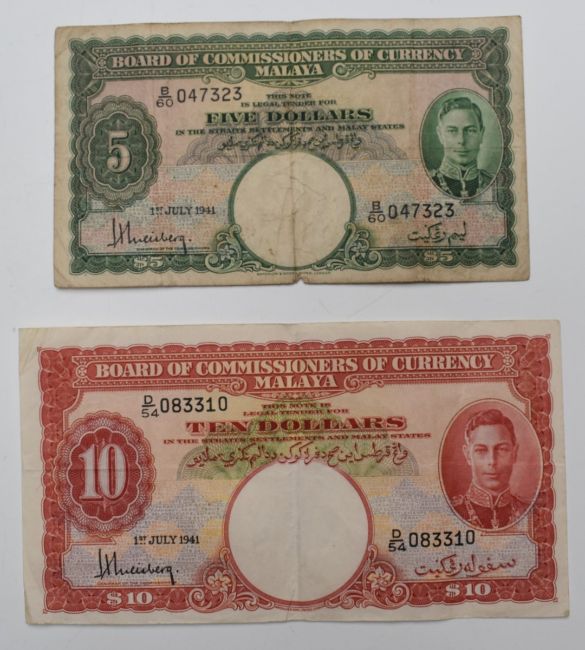 BOARD OF COMMISSIONERS OF CURRENCY
MALAYA
B/60 047323
THIS NOTE
IS LEGAL TENDER FOR
FIVE DOLLARS
IN THE STRAITS SETTLEMENTS AND MALAY STATES
5
B/60 047323
1ST JULY 1941
$5
$5
BOARD OF COMMISSIONERS OF CURRENCY
MALAYA
D/54 083310
THIS NOTE IS
LEGAL TENDER FOR
TEN DOLLARS
IN THE STRAITS SETTLEMENTS AND MALAY STATES
10
1ST JULY 1941
D/54 083310
$10
$10